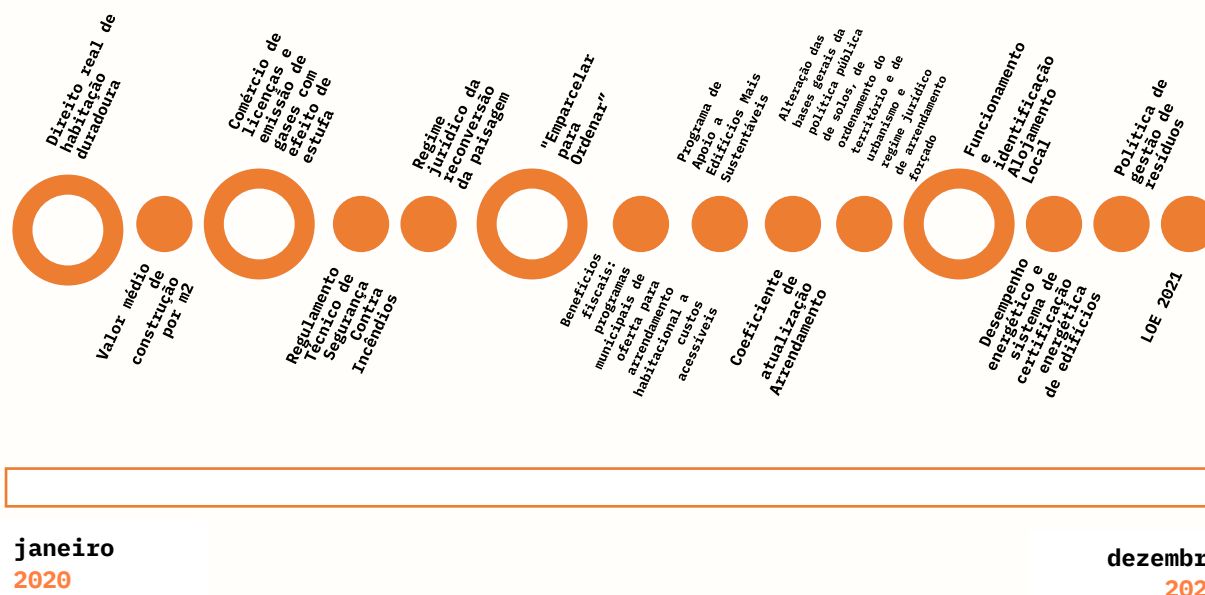 Direito real de
habitação
duradoura
Valor médio
de
construção
por m2
Comércio de
licenças e
emissão de
gases com
efeito de
estufa
Regulamento
Técnico de
Segurança
Contra
Incêndios
Regime
jurídico da
reconversão
da paisagem
"Emparcelar
para
Ordenar”
Benefícios
fiscais:
programas
municipais de
oferta para
arrendamento
habitacional a
custos
acessíveis
Programa de
Apoio a
Edifícios Mais
Sustentáveis
Coeficiente
de
atualização
Arrendamento
Alteração das
bases gerais da
política pública
de solos, de
ordenamento do
território e de
urbanismo e
regime jurídico
de arrendamento
forçado
Funcionamento
e
identificação
Alojamento
Local
Desempenho
energético e
sistema de
certificação
energética
de edifícios
Política de
gestão de
resíduos
LOE 2021
janeiro
2020
dezembr
202